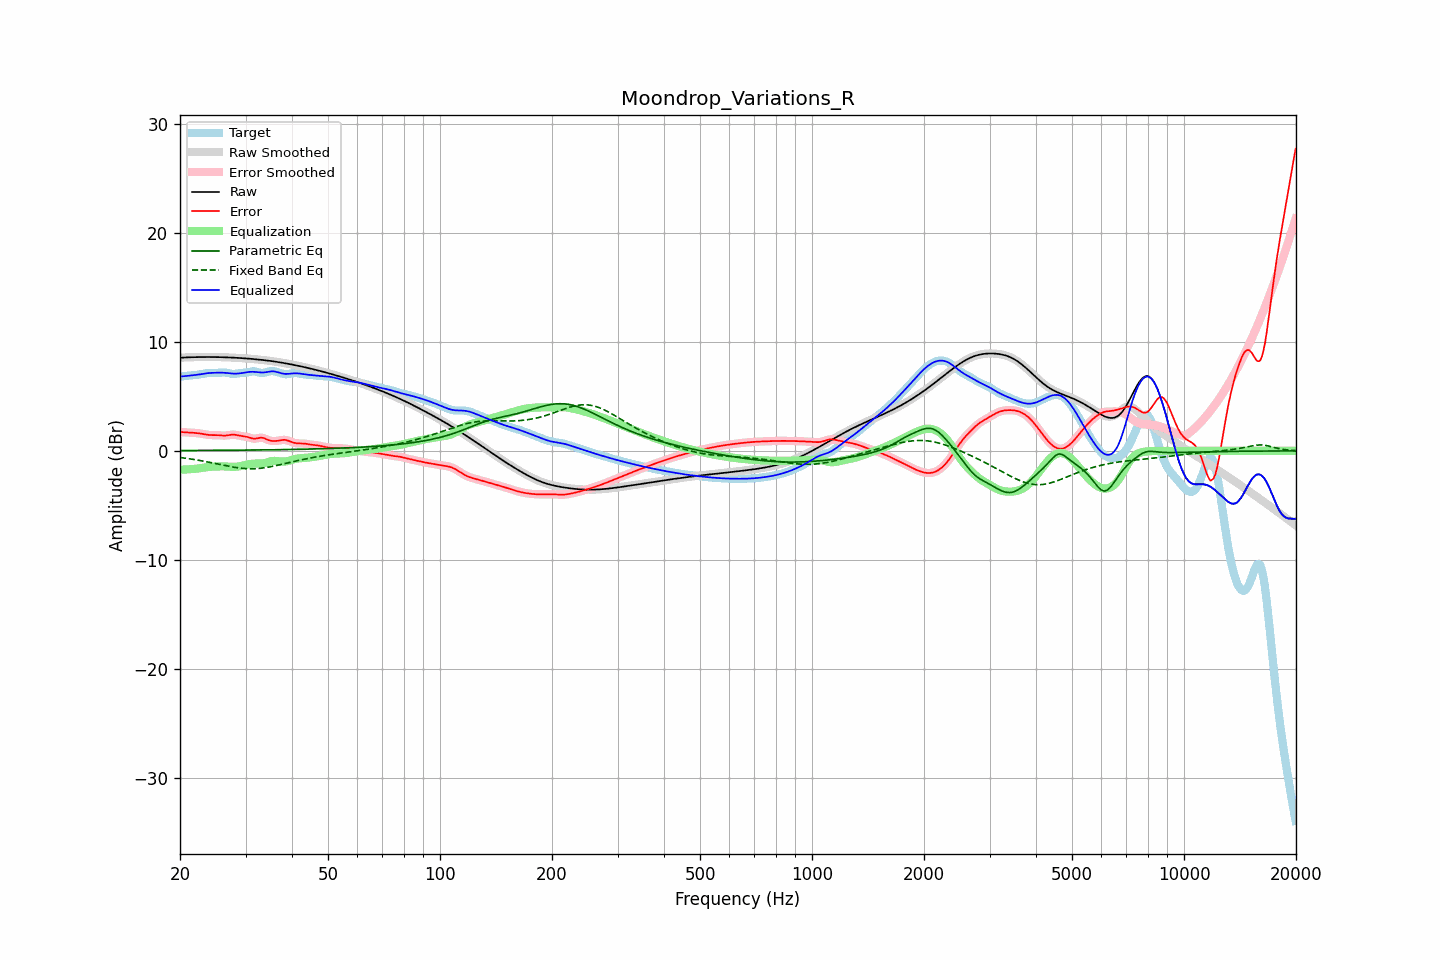 Moondrop_Variations_R
Target
Raw Smoothed
Error Smoothed
Raw
Error
Equalization
Parametric Eq
Fixed Band Eq
Equalized
30
20
10
0
−10
−20
−30
Amplitude (dBr)
20 50 100 200 500 1000 2000 5000 10000 20000
Frequency (Hz)